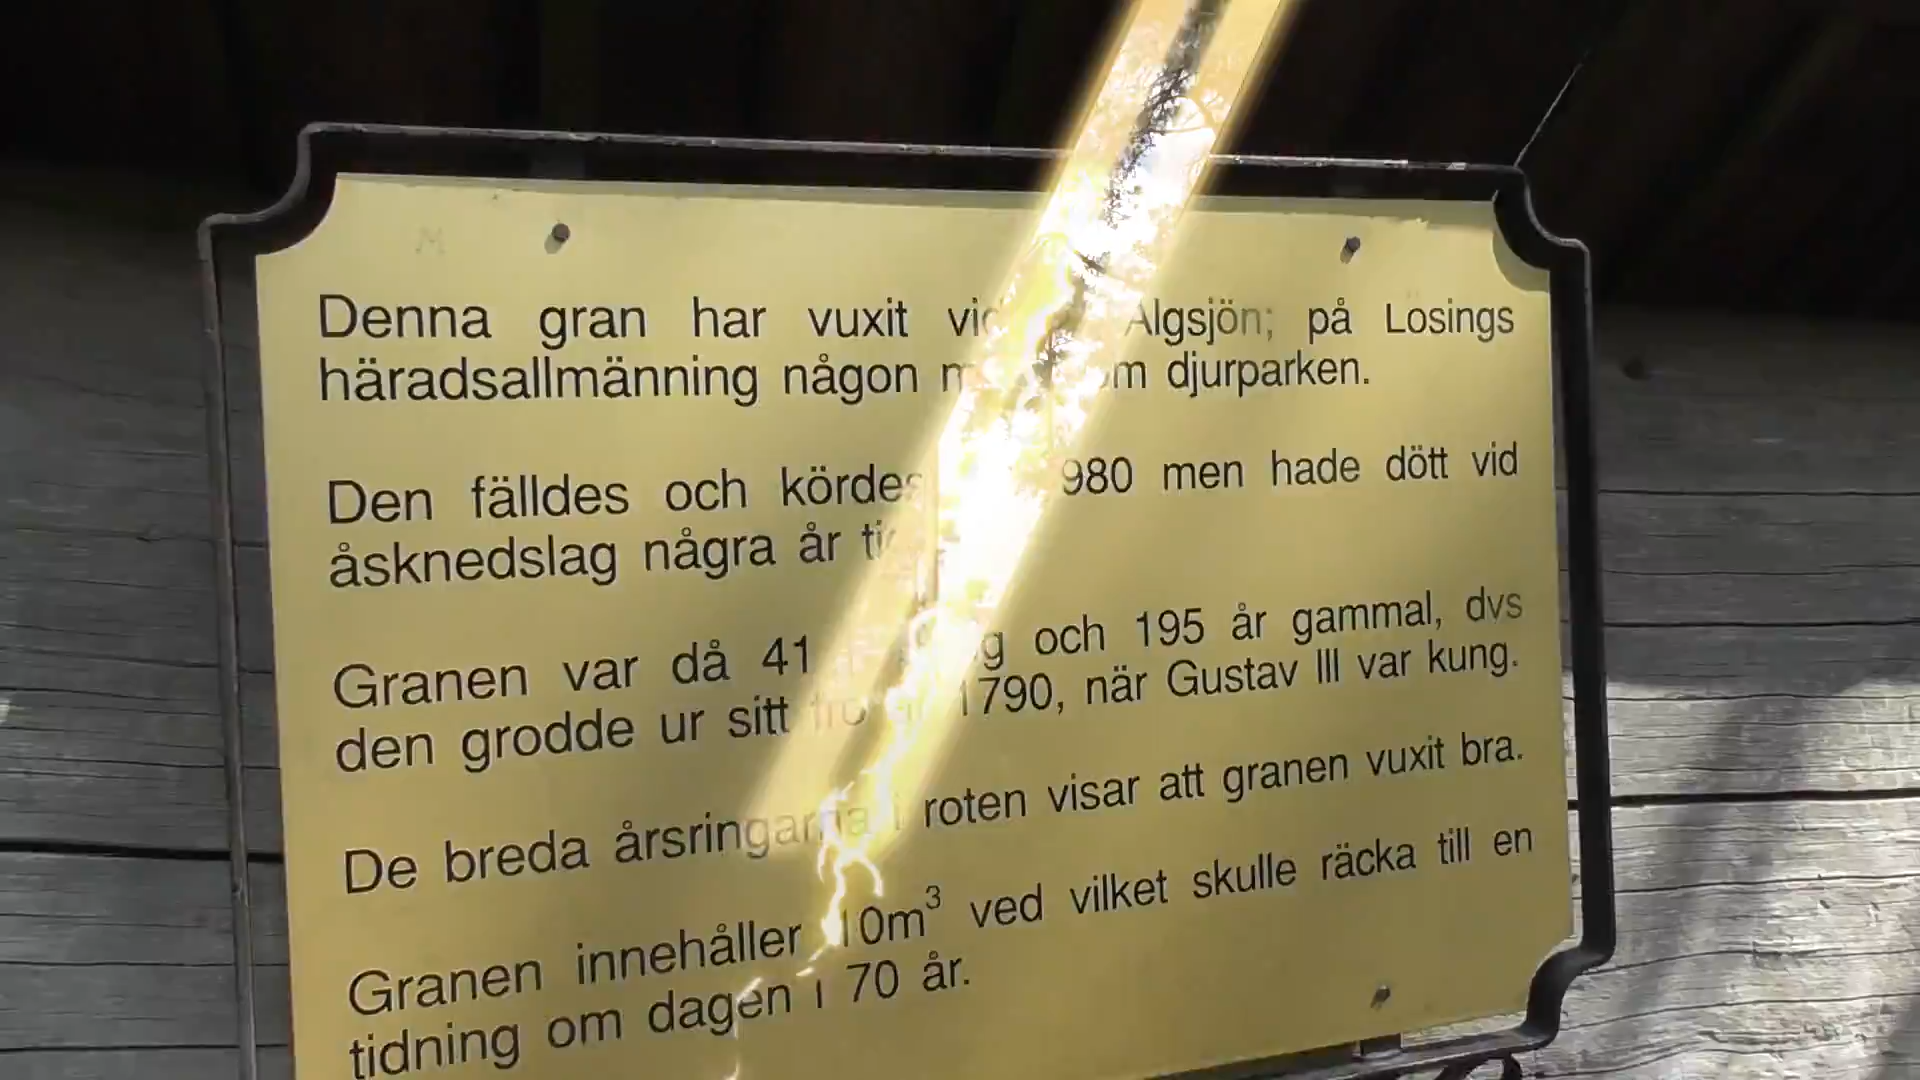 Denna gran har vuxit Algsjön; på Lösings
häradsallmänning någon djurparken.
Den fälldes och kördes 980 men hade dött vid
åsknedslag några år
Granen var då 41 och 195 år gammal, dvs
den grodde ur sitt frö år 1790, när Gustav III var kung.
De breda årsringarna i roten visar att granen vuxit bra.
Granen innehåller 10m³ ved vilket skulle räcka till en
tidning om dagen i 70 år.